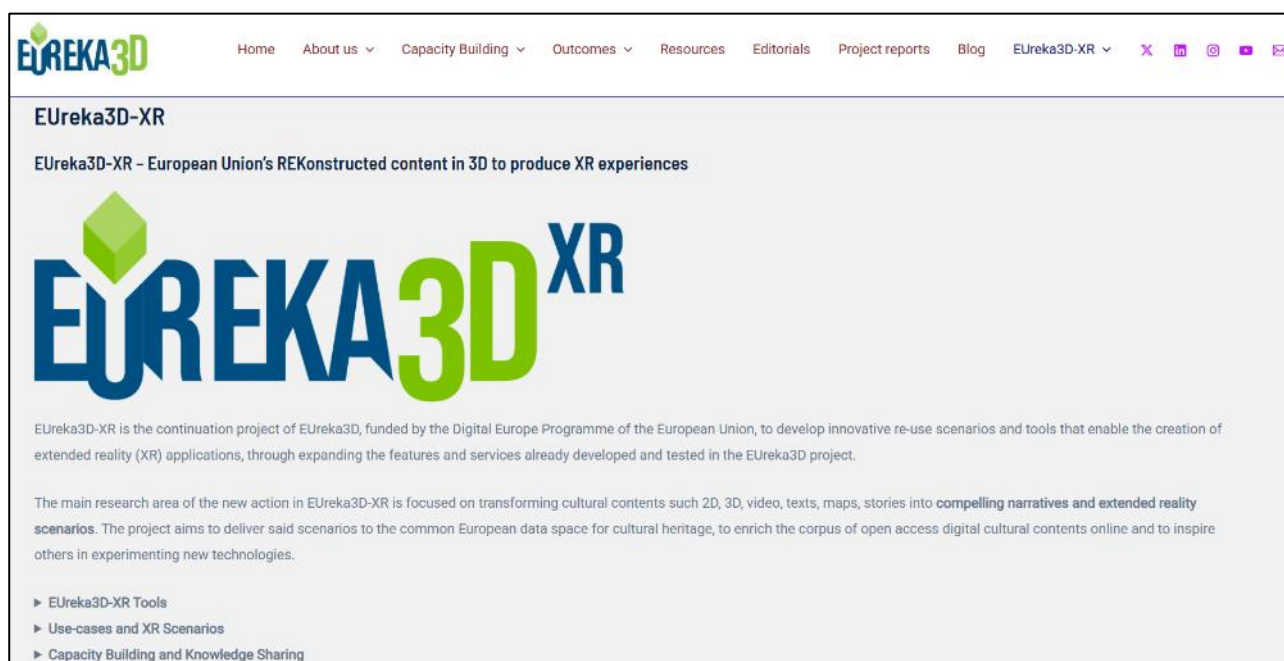 EUREKA3D
Home About us Capacity Building Outcomes Resources Editorials Project reports Blog EUreka3D-XR
EUreka3D-XR
EUreka3D-XR – European Union's REKonstructed content in 3D to produce XR experiences
EUREKA3D XR
EUreka3D-XR is the continuation project of EUreka3D, funded by the Digital Europe Programme of the European Union, to develop innovative re-use scenarios and tools that enable the creation of
extended reality (XR) applications, through expanding the features and services already developed and tested in the EUreka3D project.
The main research area of the new action in EUreka3D-XR is focused on transforming cultural contents such 2D, 3D, video, texts, maps, stories into compelling narratives and extended reality
scenarios. The project aims to deliver said scenarios to the common European data space for cultural heritage, to enrich the corpus of open access digital cultural contents online and to inspire
others in experimenting new technologies.
EUreka3D-XR Tools
Use-cases and XR Scenarios
Capacity Building and Knowledge Sharing